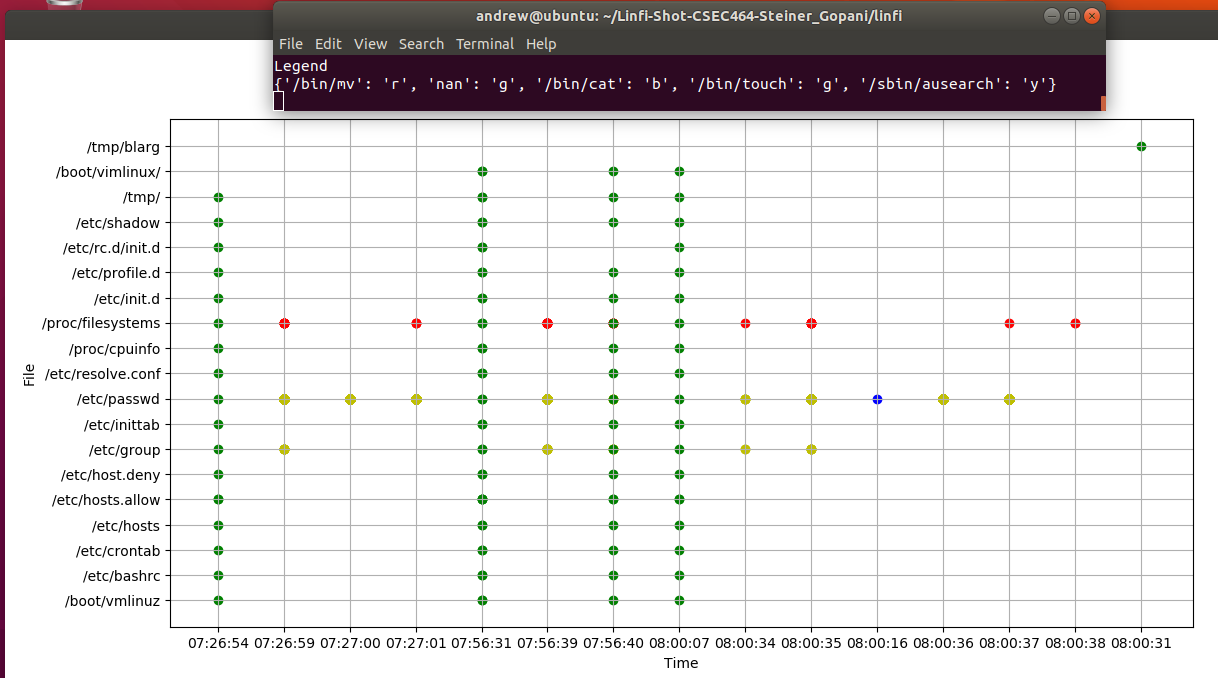 andrew@ubuntu: ~/Linfi-Shot-CSEC464-Steiner_Gopani/linfi
File Edit View Search Terminal Help
Legend
{'/bin/mv': 'r', 'nan': 'g', '/bin/cat': 'b', '/bin/touch': 'g', '/sbin/ausearch': 'y'}
/tmp/blarg
/boot/vimlinux/
/tmp/
/etc/shadow
/etc/rc.d/init.d
/etc/profile.d
/etc/init.d
/proc/filesystems
/proc/cpuinfo
/etc/resolve.conf
/etc/passwd
/etc/inittab
/etc/group
/etc/host.deny
/etc/hosts.allow
/etc/hosts
/etc/crontab
/etc/bashrc
/boot/vmlinuz
File
07:26:54 07:26:59 07:27:00 07:27:01 07:56:31 07:56:39 07:56:40 08:00:07 08:00:34 08:00:35 08:00:16 08:00:36 08:00:37 08:00:38 08:00:31
Time